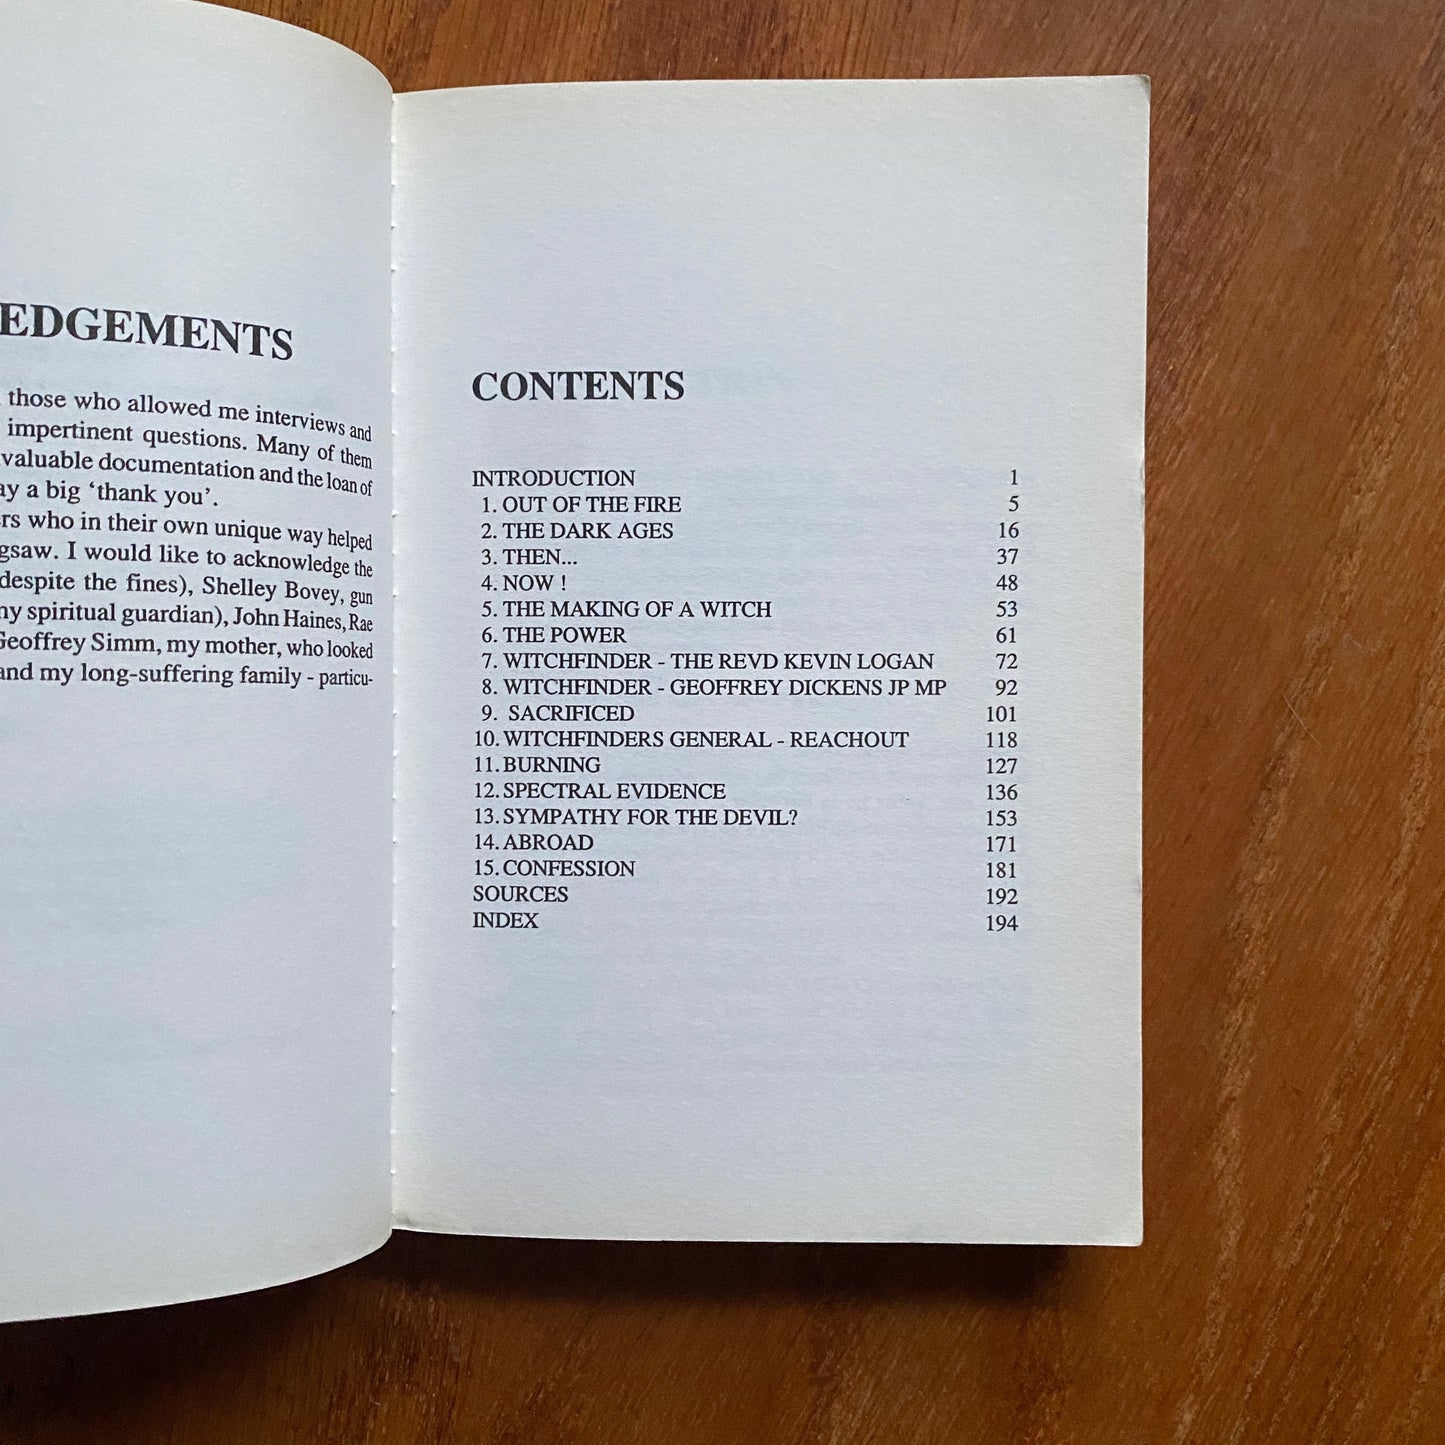 EDGEMENTS
those who allowed me interviews and
impertinent questions. Many of them
valuable documentation and the loan of
ay a big ‘thank you’.
rs who in their own unique way helped
gsaw. I would like to acknowledge the
despite the fines), Shelley Bovey, gun
ny spiritual guardian), John Haines, Rae
Geoffrey Simm, my mother, who looked
and my long-suffering family - particu-
CONTENTS
INTRODUCTION 1
1. OUT OF THE FIRE 5
2. THE DARK AGES 16
3. THEN... 37
4. NOW ! 48
5. THE MAKING OF A WITCH 53
6. THE POWER 61
7. WITCHFINDER - THE REVD KEVIN LOGAN 72
8. WITCHFINDER - GEOFFREY DICKENS JP MP 92
9. SACRIFICED 101
10. WITCHFINDERS GENERAL - REACHOUT 118
11. BURNING 127
12. SPECTRAL EVIDENCE 136
13. SYMPATHY FOR THE DEVIL? 153
14. ABROAD 171
15. CONFESSION 181
SOURCES 192
INDEX 194